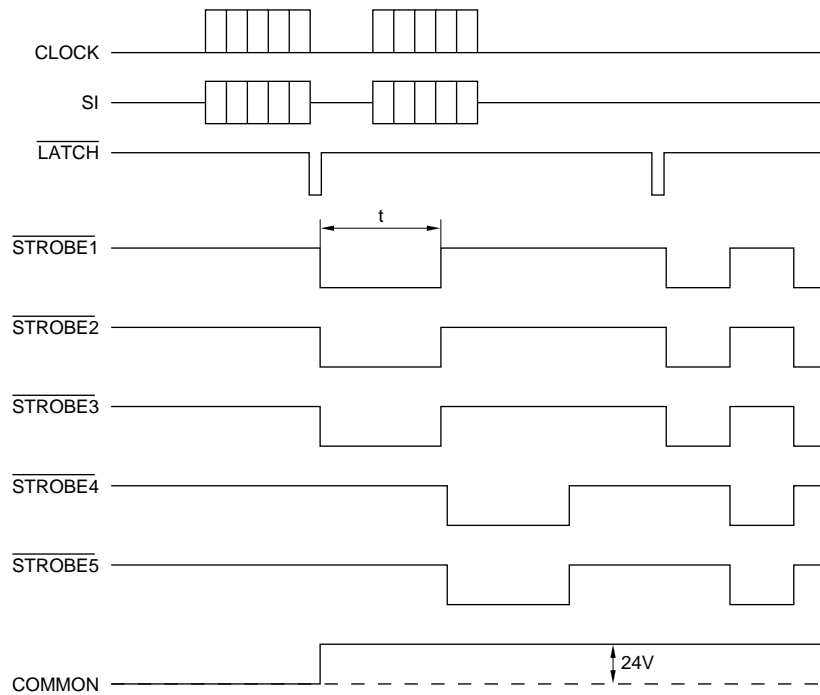 CLOCK
SI
LATCH
t
STROBE1
STROBE2
STROBE3
STROBE4
STROBE5
24V
COMMON